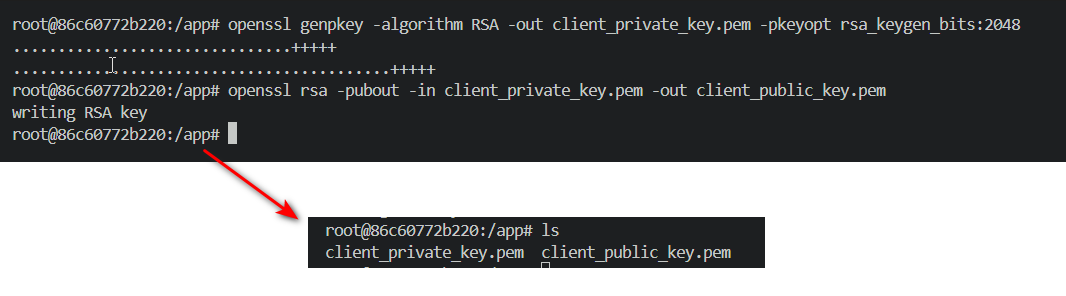 root@86c60772b220:/app# openssl genpkey -algorithm RSA -out client_private_key.pem -pkeyopt rsa_keygen_bits:2048
...............................+++++
..........................................+++++
root@86c60772b220:/app# openssl rsa -pubout -in client_private_key.pem -out client_public_key.pem
writing RSA key
root@86c60772b220:/app#
root@86c60772b220:/app# ls
client_private_key.pem client_public_key.pem